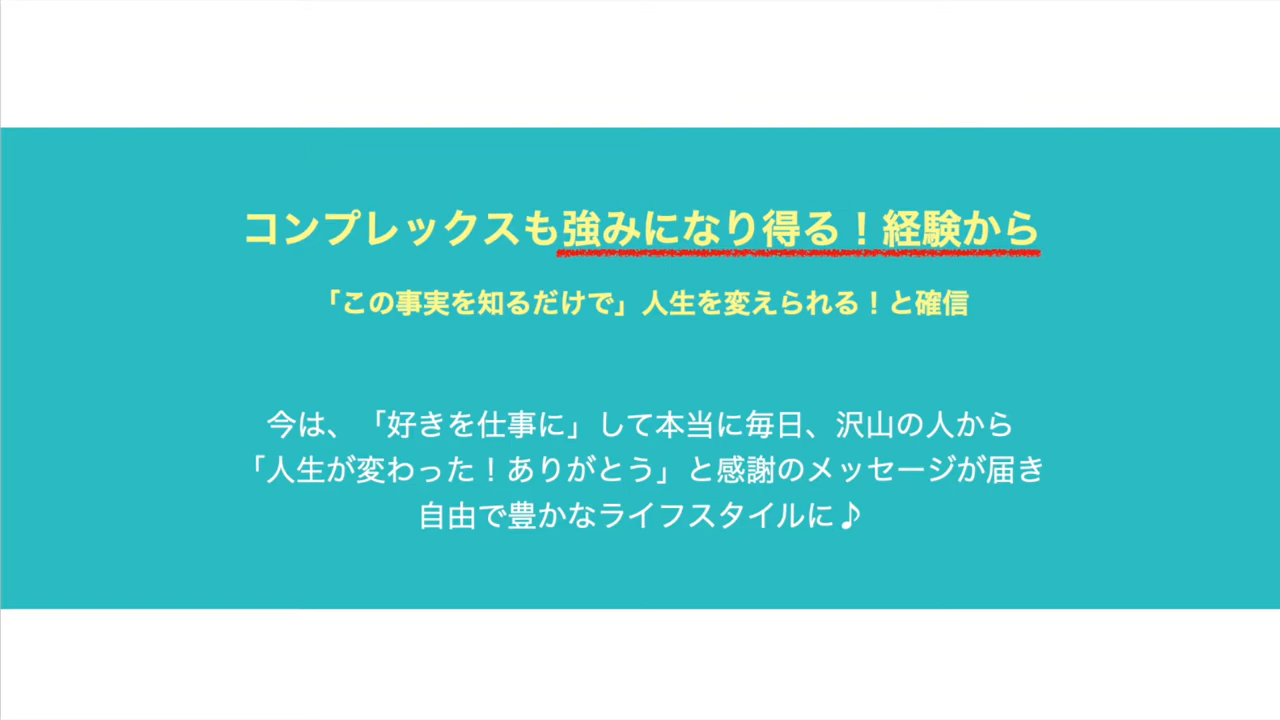 コンプレックスも強みになり得る！経験から
「この事実を知るだけで」人生を変えられる！と確信
今は、「好きを仕事に」して本当に毎日、沢山の人から
「人生が変わった！ありがとう」と感謝のメッセージが届き
自由で豊かなライフスタイルに♪